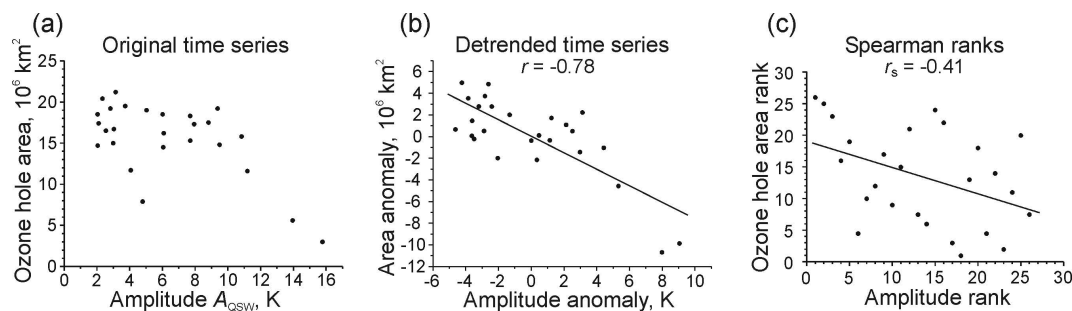 (a)
Original time series
Ozone hole area, 10⁶ km²
25
20
15
10
5
0
0 2 4 6 8 10 12 14 16
Amplitude A_QSW, K
(b)
Detrended time series
r = -0.78
Area anomaly, 10⁶ km²
6
4
2
0
-2
-4
-6
-8
-10
-12
-6 -4 -2 0 2 4 6 8 10
Amplitude anomaly, K
(c)
Spearman ranks
rₛ = -0.41
Ozone hole area rank
30
25
20
15
10
5
0
0 5 10 15 20 25 30
Amplitude rank